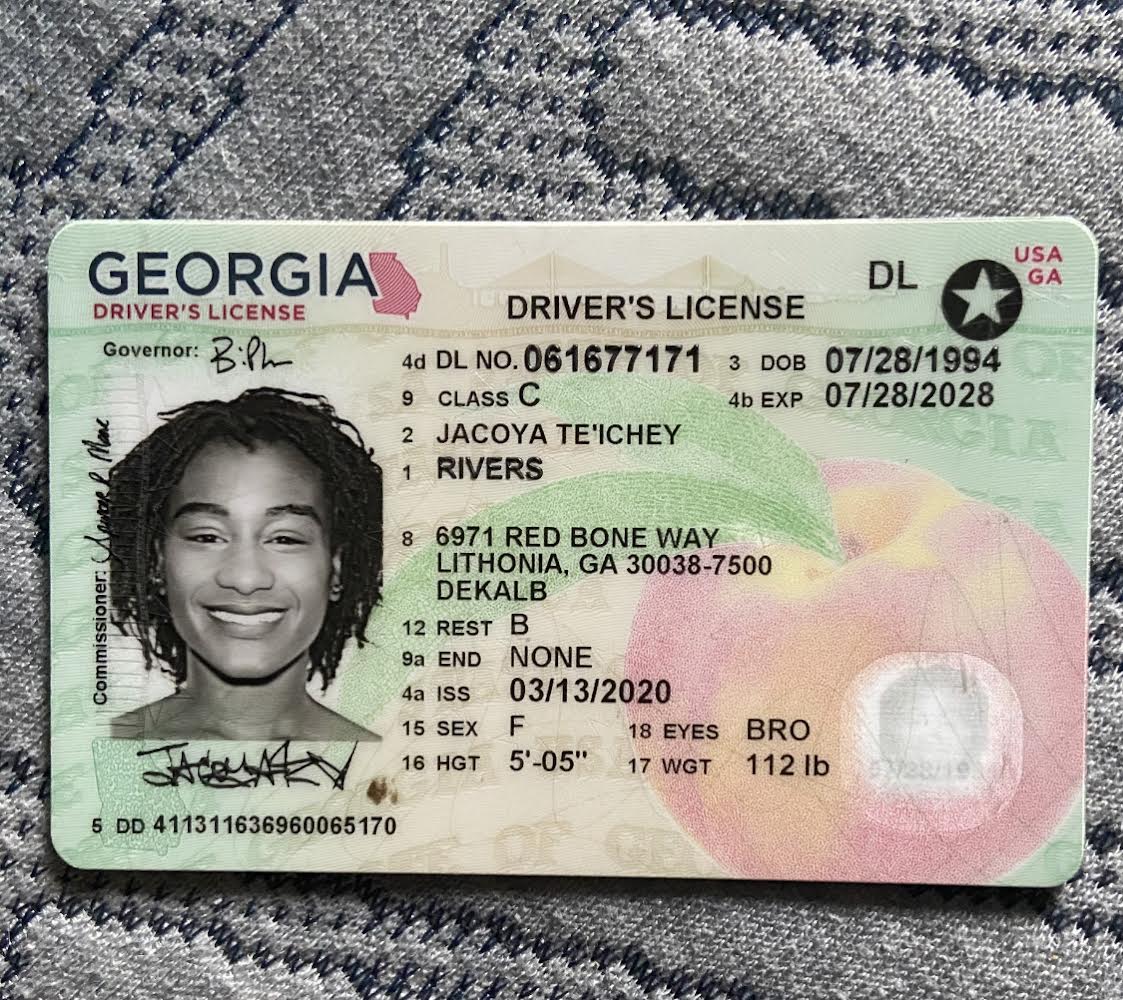 GEORGIA
DRIVER'S LICENSE
DRIVER'S LICENSE
DL
USA
GA
Governor:
4d DL NO. 061677171 3 DOB 07/28/1994
9 CLASS C 4b EXP 07/28/2028
2 JACOYA TE'ICHEY
1 RIVERS
8 6971 RED BONE WAY
LITHONIA, GA 30038-7500
DEKALB
12 REST B
9a END NONE
4a ISS 03/13/2020
15 SEX F 18 EYES BRO
16 HGT 5'-05" 17 WGT 112 lb
Commissioner:
5 DD 411311636960065170